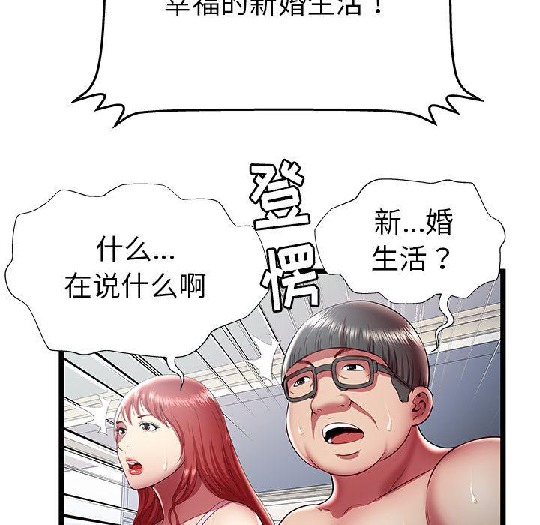 幸福的新婚生活！
登
愣
新...婚
生活？
什么...
在说什么啊